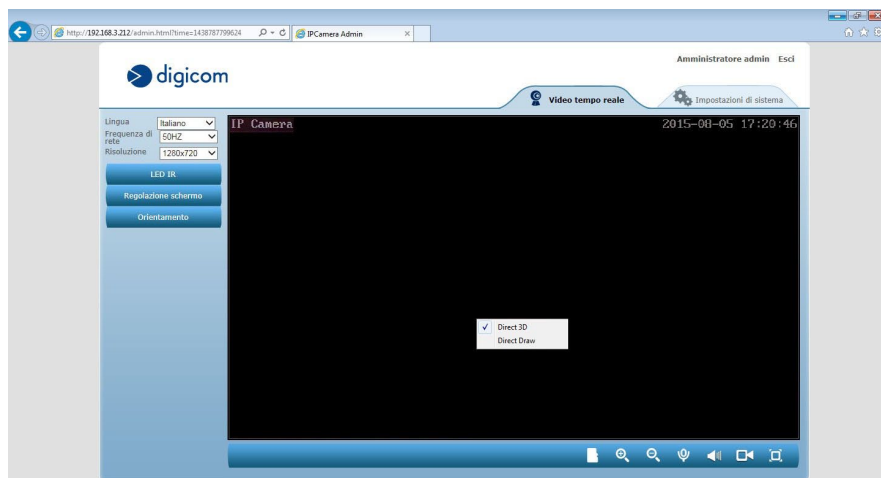 http://192.168.3.212/admin.html?time=1438787799624
IPCamera Admin
Amministratore admin Esci
digicom
Video tempo reale
Impostazioni di sistema
Lingua Italiano
Frequenza di rete 50HZ
Risoluzione 1280x720
LED IR
Regolazione schermo
Orientamento
IP Camera
2015-08-05 17:20:46
Direct 3D
Direct Draw